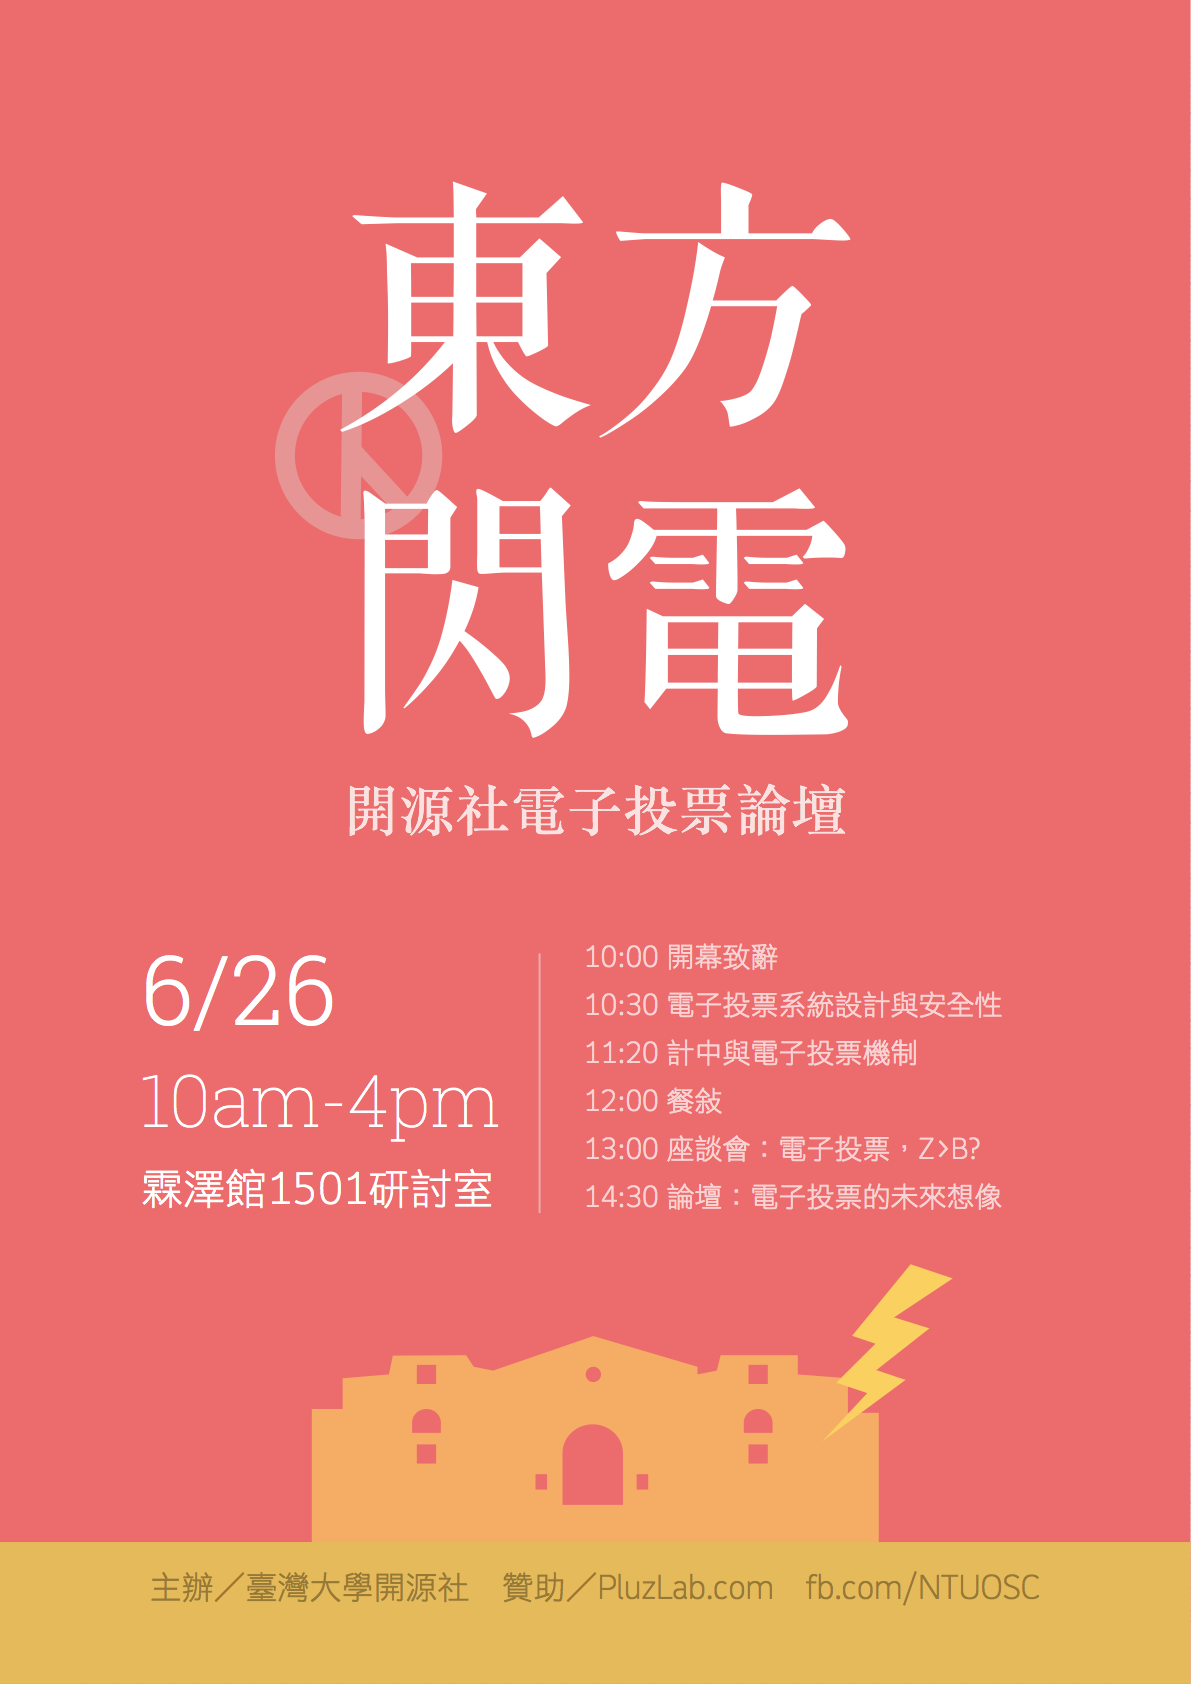 東方
閃電
開源社電子投票論壇
6/26
10am-4pm
霖澤館1501研討室
10:00 開幕致辭
10:30 電子投票系統設計與安全性
11:20 計中與電子投票機制
12:00 餐敍
13:00 座談會：電子投票，Z>B?
14:30 論壇：電子投票的未來想像
主辦／臺灣大學開源社 贊助／PluzLab.com fb.com/NTUOSC